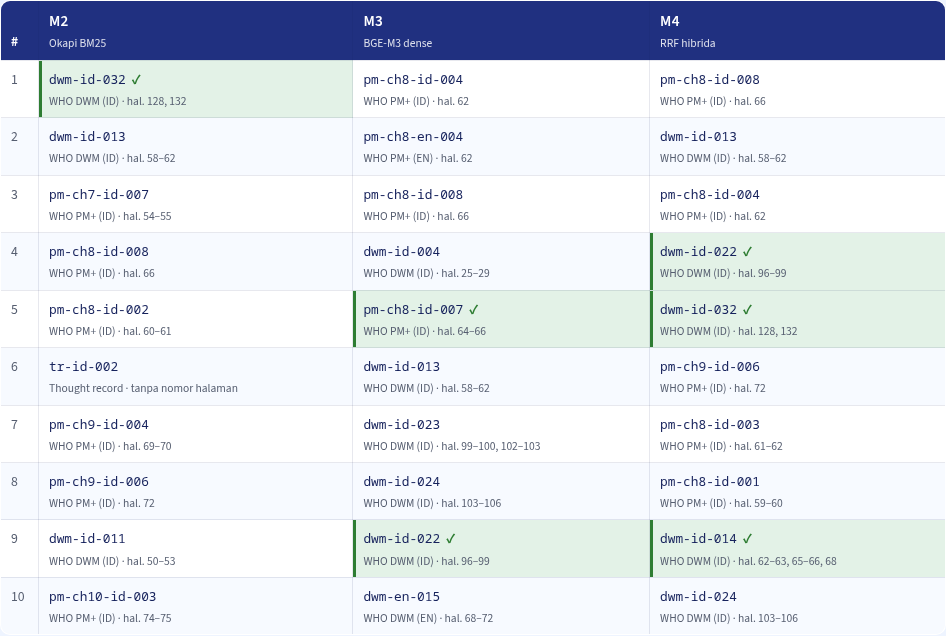 # M2 M3 M4
Okapi BM25 BGE-M3 dense RRF hibrida
1 dwm-id-032 ✓ pm-ch8-id-004 pm-ch8-id-008
WHO DWM (ID) · hal. 128, 132 WHO PM+ (ID) · hal. 62 WHO PM+ (ID) · hal. 66
2 dwm-id-013 pm-ch8-en-004 dwm-id-013
WHO DWM (ID) · hal. 58–62 WHO PM+ (EN) · hal. 62 WHO DWM (ID) · hal. 58–62
3 pm-ch7-id-007 pm-ch8-id-008 pm-ch8-id-004
WHO PM+ (ID) · hal. 54–55 WHO PM+ (ID) · hal. 66 WHO PM+ (ID) · hal. 62
4 pm-ch8-id-008 dwm-id-004 dwm-id-022 ✓
WHO PM+ (ID) · hal. 66 WHO DWM (ID) · hal. 25–29 WHO DWM (ID) · hal. 96–99
5 pm-ch8-id-002 pm-ch8-id-007 ✓ dwm-id-032 ✓
WHO PM+ (ID) · hal. 60–61 WHO PM+ (ID) · hal. 64–66 WHO DWM (ID) · hal. 128, 132
6 tr-id-002 dwm-id-013 pm-ch9-id-006
Thought record · tanpa nomor halaman WHO DWM (ID) · hal. 58–62 WHO PM+ (ID) · hal. 72
7 pm-ch9-id-004 dwm-id-023 pm-ch8-id-003
WHO PM+ (ID) · hal. 69–70 WHO DWM (ID) · hal. 99–100, 102–103 WHO PM+ (ID) · hal. 61–62
8 pm-ch9-id-006 dwm-id-024 pm-ch8-id-001
WHO PM+ (ID) · hal. 72 WHO DWM (ID) · hal. 103–106 WHO PM+ (ID) · hal. 59–60
9 dwm-id-011 dwm-id-022 ✓ dwm-id-014 ✓
WHO DWM (ID) · hal. 50–53 WHO DWM (ID) · hal. 96–99 WHO DWM (ID) · hal. 62–63, 65–66, 68
10 pm-ch10-id-003 dwm-en-015 dwm-id-024
WHO PM+ (ID) · hal. 74–75 WHO DWM (EN) · hal. 68–72 WHO DWM (ID) · hal. 103–106